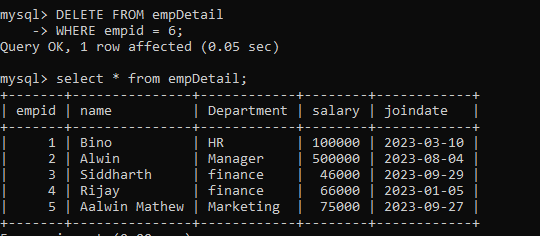 mysql> DELETE FROM empDetail
    -> WHERE empid = 6;
Query OK, 1 row affected (0.05 sec)
mysql> select * from empDetail;
+-------+--------------+------------+--------+------------+
| empid | name         | Department | salary | joindate   |
+-------+--------------+------------+--------+------------+
|     1 | Bino         | HR         | 100000 | 2023-03-10 |
|     2 | Alwin        | Manager    | 500000 | 2023-08-04 |
|     3 | Siddharth    | finance    |  46000 | 2023-09-29 |
|     4 | Rijay        | finance    |  66000 | 2023-01-05 |
|     5 | Aalwin Mathew | Marketing  |  75000 | 2023-09-27 |
+-------+--------------+------------+--------+------------+